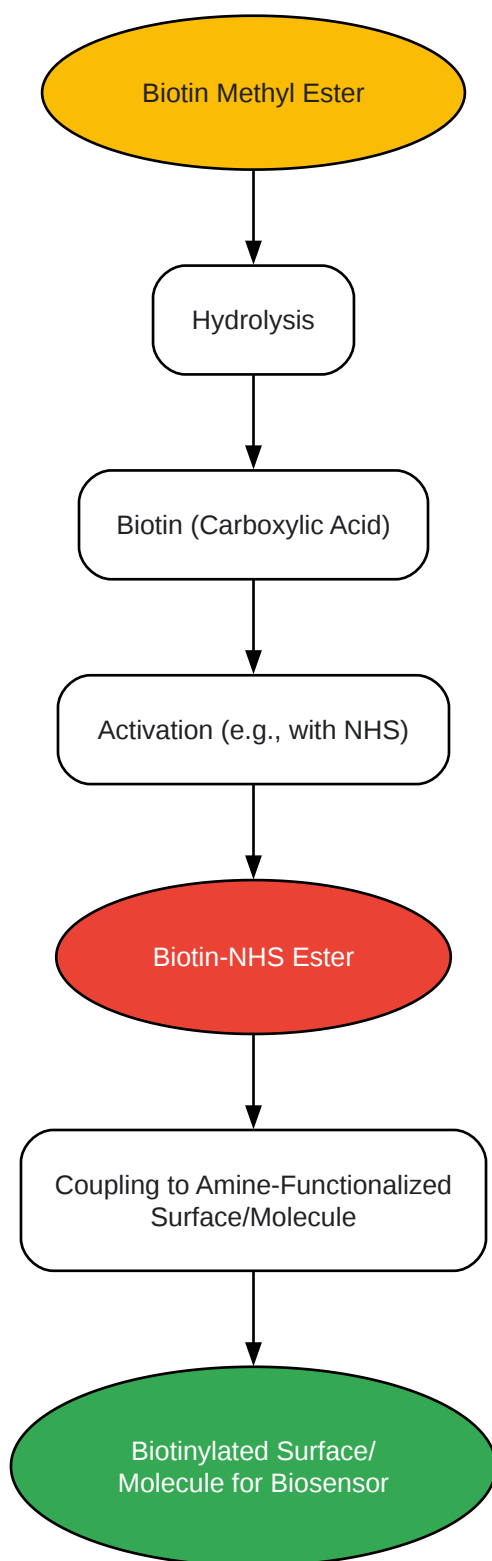 Biotin Methyl Ester
Hydrolysis
Biotin (Carboxylic Acid)
Activation (e.g., with NHS)
Biotin-NHS Ester
Coupling to Amine-Functionalized
Surface/Molecule
Biotinylated Surface/
Molecule for Biosensor